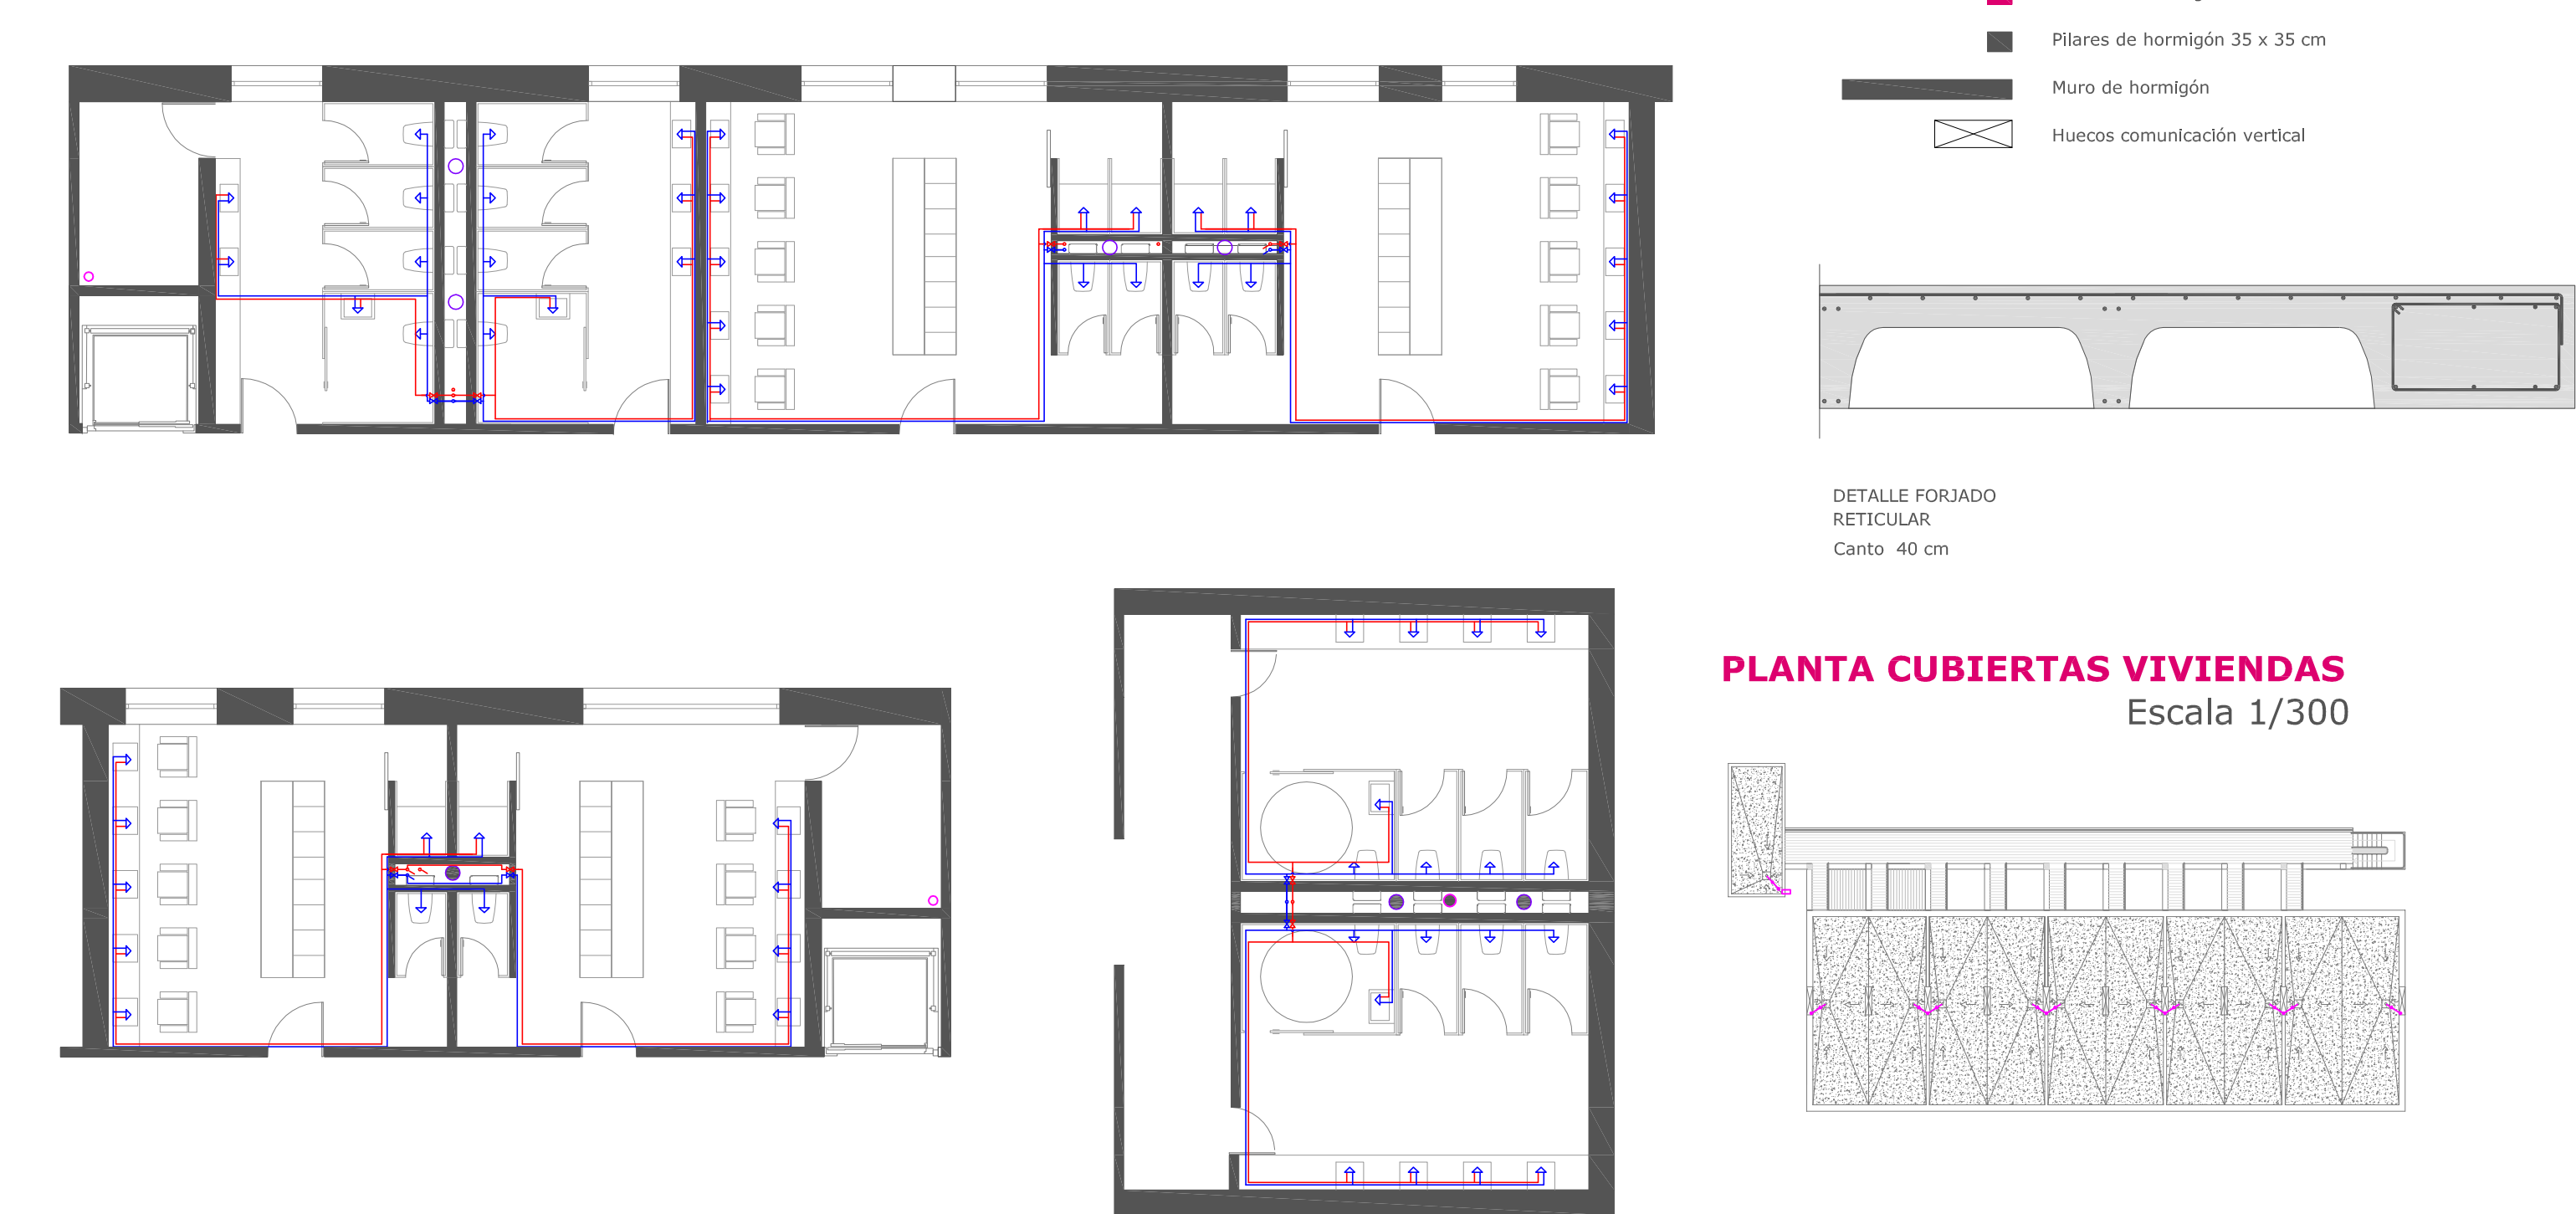 Pilares de hormigón 35 x 35 cm
Muro de hormigón
Huecos comunicación vertical
DETALLE FORJADO
RETICULAR
Canto 40 cm
PLANTA CUBIERTAS VIVIENDAS
Escala 1/300